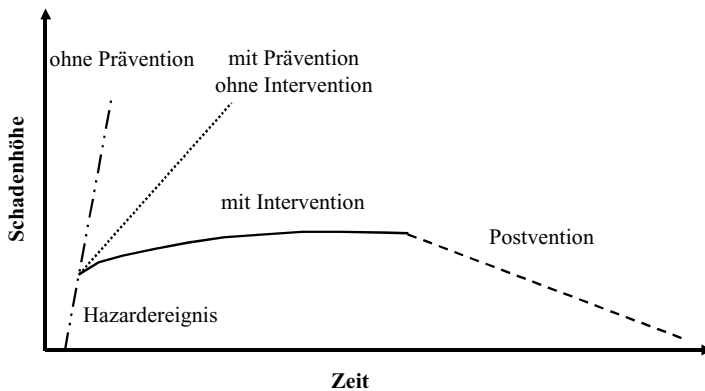 ohne Prävention
mit Prävention
ohne Intervention
Schadenhöhe
mit Intervention
Postvention
Hazardereignis
Zeit